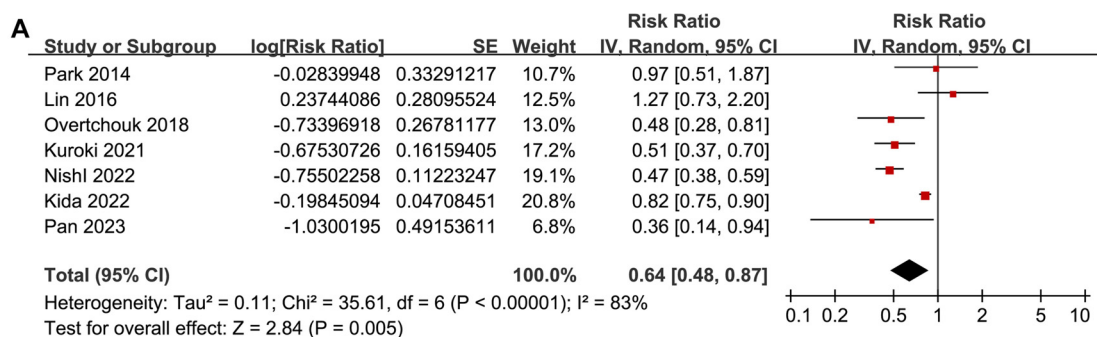 A
Risk Ratio Risk Ratio
Study or Subgroup log[Risk Ratio] SE Weight IV, Random, 95% CI IV, Random, 95% CI
Park 2014 -0.02839948 0.33291217 10.7% 0.97 [0.51, 1.87]
Lin 2016 0.23744086 0.28095524 12.5% 1.27 [0.73, 2.20]
Overtchouk 2018 -0.73396918 0.26781177 13.0% 0.48 [0.28, 0.81]
Kuroki 2021 -0.67530726 0.16159405 17.2% 0.51 [0.37, 0.70]
NishI 2022 -0.75502258 0.11223247 19.1% 0.47 [0.38, 0.59]
Kida 2022 -0.19845094 0.04708451 20.8% 0.82 [0.75, 0.90]
Pan 2023 -1.0300195 0.49153611 6.8% 0.36 [0.14, 0.94]
Total (95% CI) 100.0% 0.64 [0.48, 0.87]
Heterogeneity: Tau² = 0.11; Chi² = 35.61, df = 6 (P < 0.00001); I² = 83%
Test for overall effect: Z = 2.84 (P = 0.005)
0.1 0.2 0.5 1 2 5 10